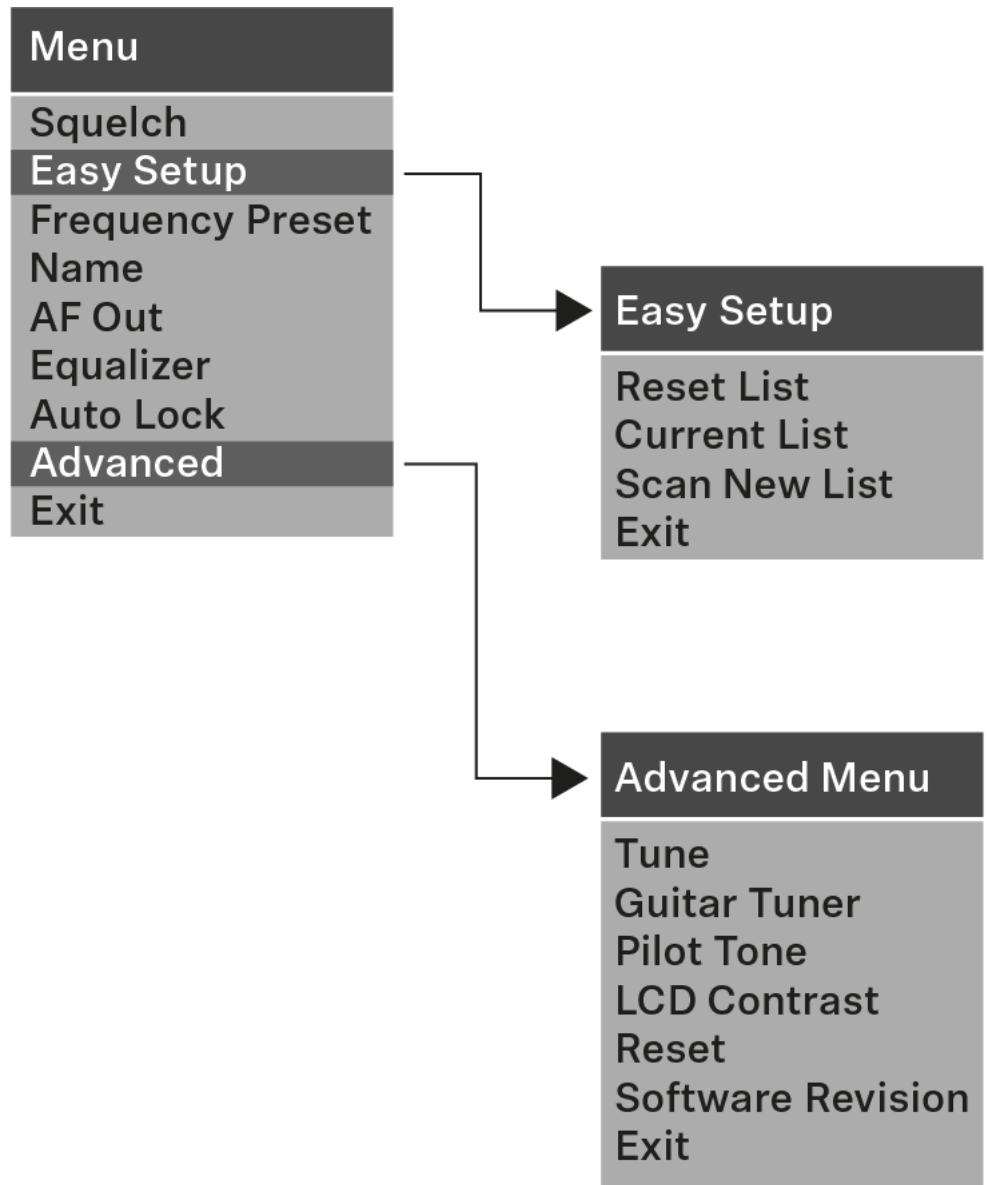 Menu
Squelch
Easy Setup
Frequency Preset
Name
AF Out
Equalizer
Auto Lock
Advanced
Exit
Easy Setup
Reset List
Current List
Scan New List
Exit
Advanced Menu
Tune
Guitar Tuner
Pilot Tone
LCD Contrast
Reset
Software Revision
Exit